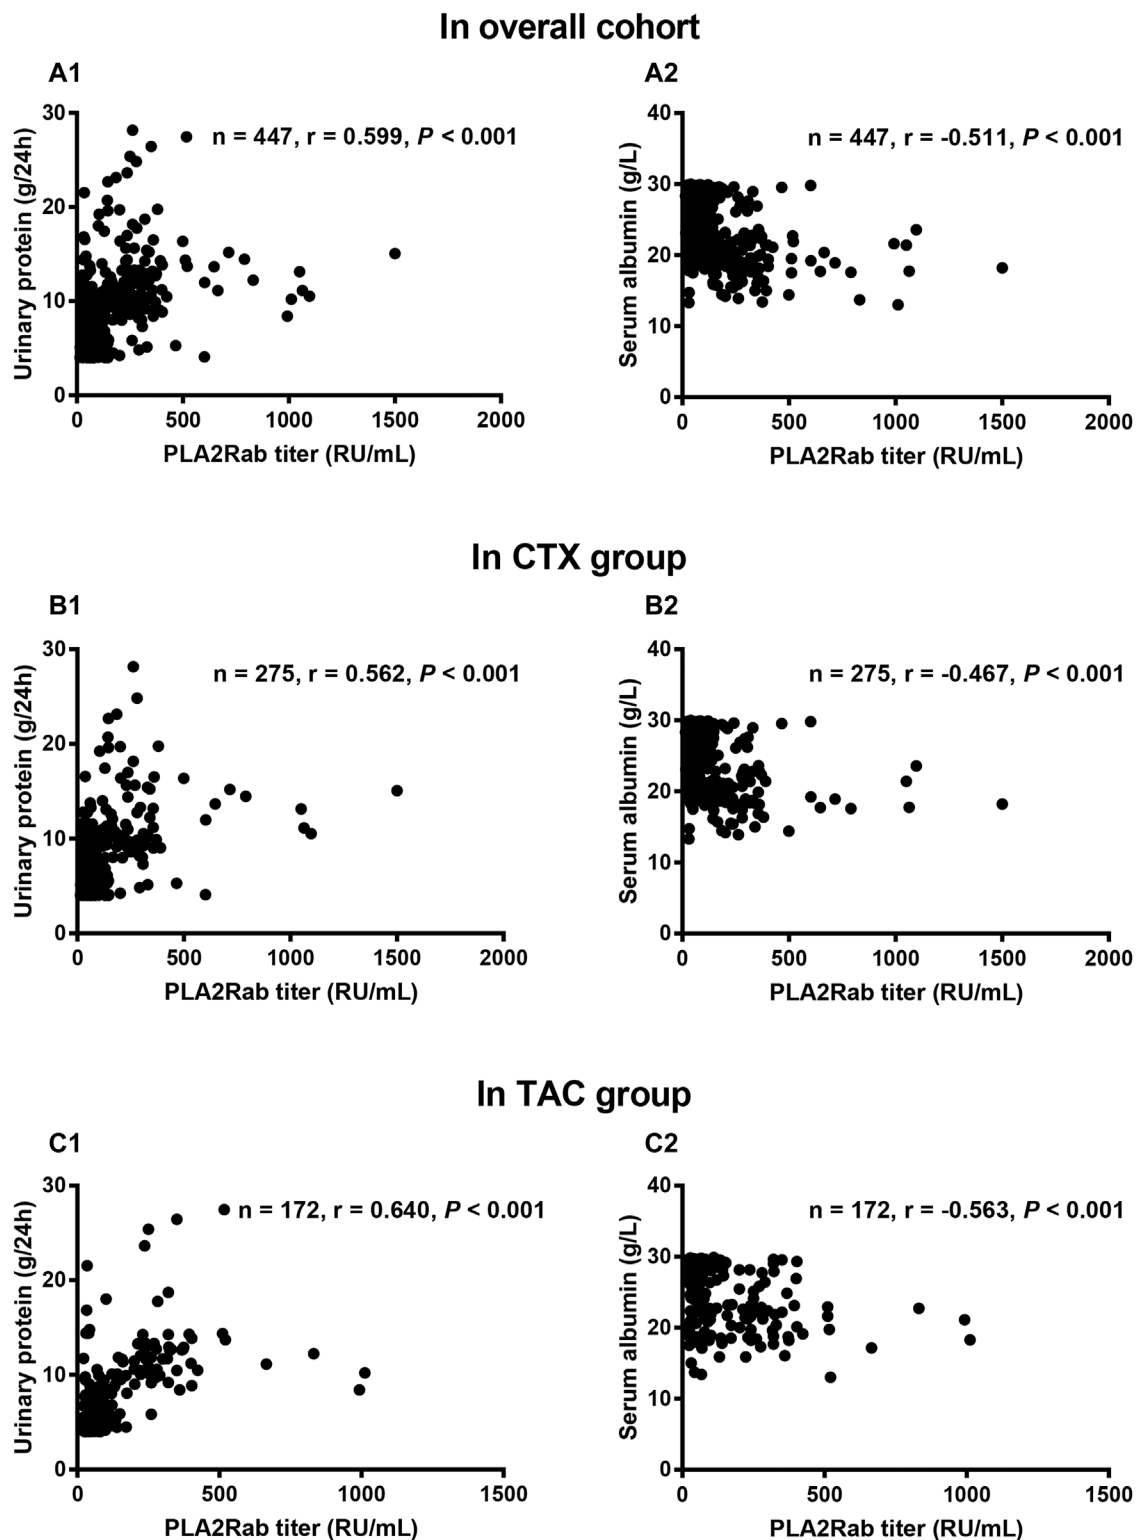 In overall cohort
A1
n = 447, r = 0.599, P < 0.001
Urinary protein (g/24h)
30
20
10
0
0 500 1000 1500 2000
PLA2Rab titer (RU/mL)
A2
n = 447, r = -0.511, P < 0.001
Serum albumin (g/L)
40
30
20
10
0
0 500 1000 1500 2000
PLA2Rab titer (RU/mL)
In CTX group
B1
n = 275, r = 0.562, P < 0.001
Urinary protein (g/24h)
30
20
10
0
0 500 1000 1500 2000
PLA2Rab titer (RU/mL)
B2
n = 275, r = -0.467, P < 0.001
Serum albumin (g/L)
40
30
20
10
0
0 500 1000 1500 2000
PLA2Rab titer (RU/mL)
In TAC group
C1
n = 172, r = 0.640, P < 0.001
Urinary protein (g/24h)
30
20
10
0
0 500 1000 1500
PLA2Rab titer (RU/mL)
C2
n = 172, r = -0.563, P < 0.001
Serum albumin (g/L)
40
30
20
10
0
0 500 1000 1500
PLA2Rab titer (RU/mL)